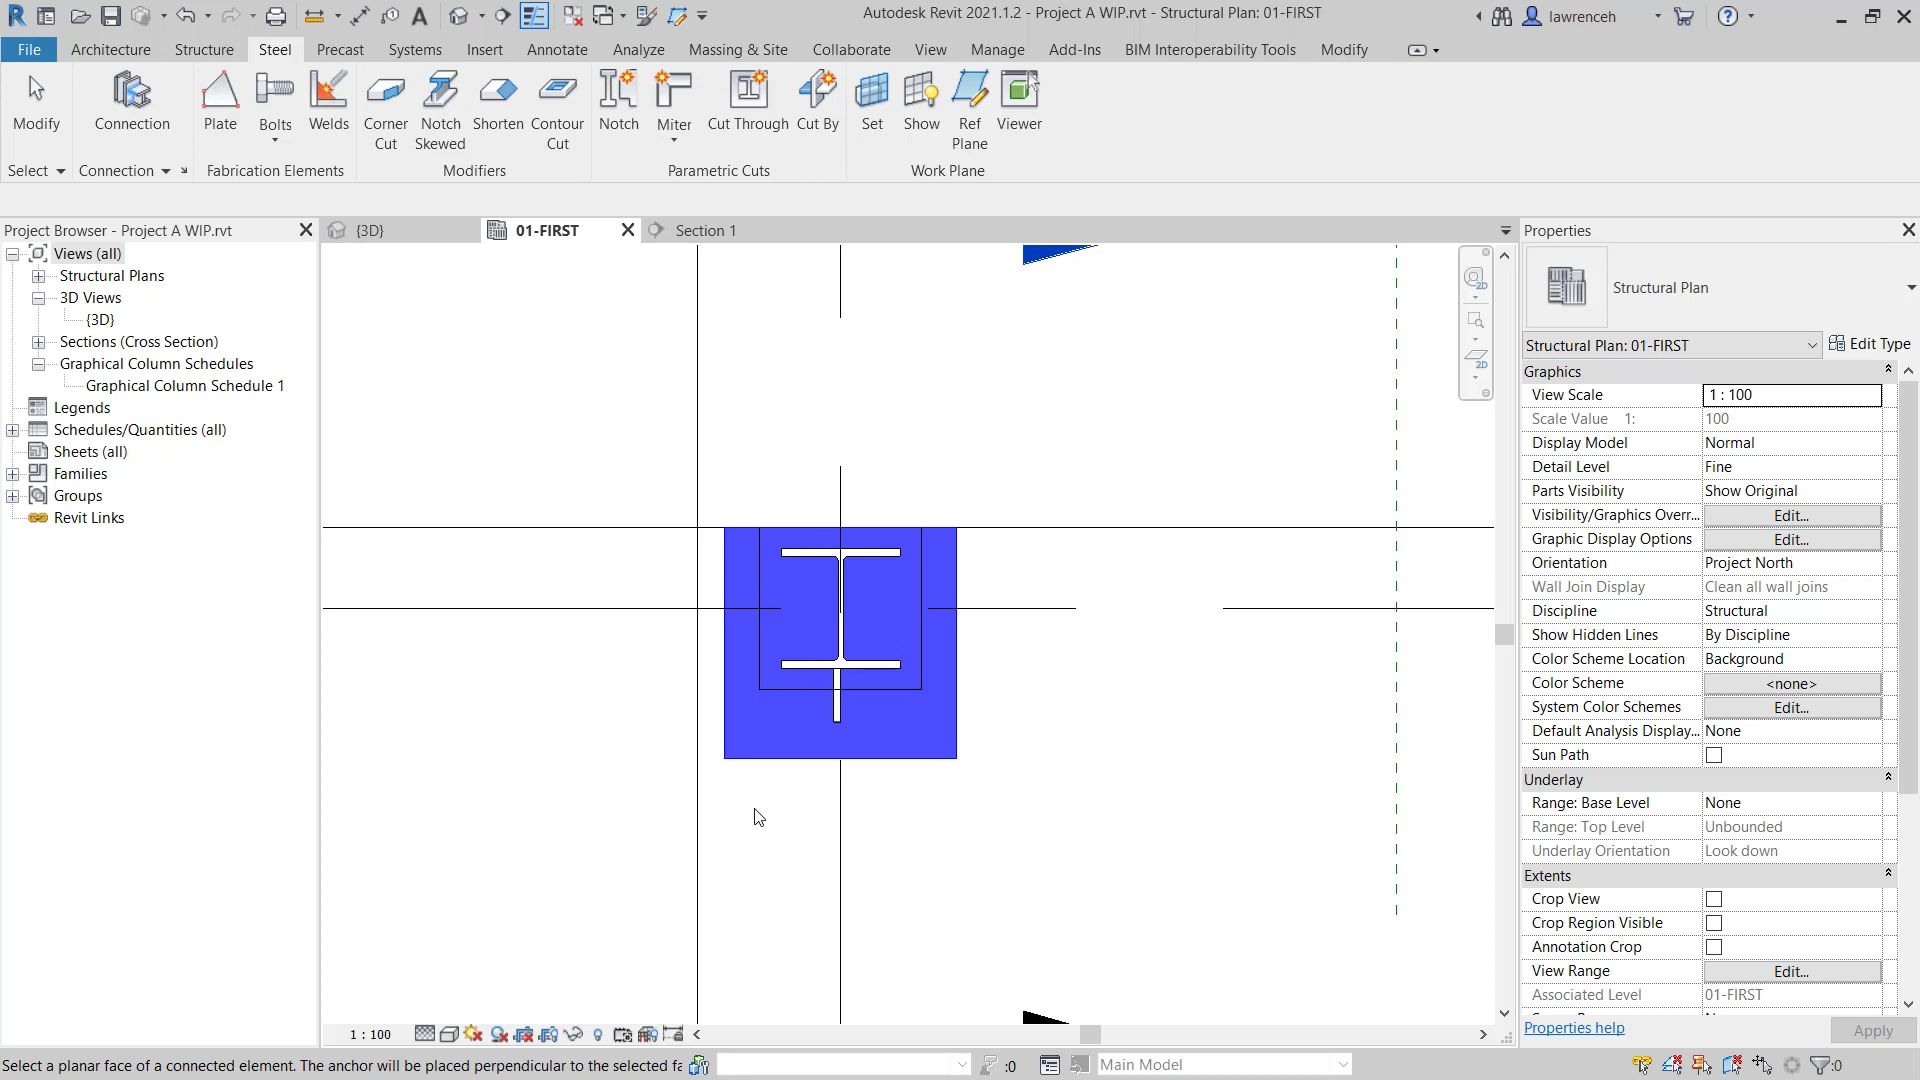 Autodesk Revit 2021.1.2 - Project A WIP.rvt - Structural Plan: 01-FIRST
lawrenceh
File Architecture Structure Steel Precast Systems Insert Annotate Analyze Massing & Site Collaborate View Manage Add-Ins BIM Interoperability Tools Modify
Modify Connection Plate Bolts Welds Corner Notch Shorten Contour Notch Miter Cut Through Cut By Set Show Ref Viewer
Cut Skewed Cut Plane
Select Connection Fabrication Elements Modifiers Parametric Cuts Work Plane
Project Browser - Project A WIP.rvt
Views (all)
Structural Plans
3D Views
{3D}
Sections (Cross Section)
Graphical Column Schedules
Graphical Column Schedule 1
Legends
Schedules/Quantities (all)
Sheets (all)
Families
Groups
Revit Links
{3D} 01-FIRST Section 1
2D
2D
1 : 100
Properties
Structural Plan
Structural Plan: 01-FIRST Edit Type
Graphics
View Scale 1 : 100
Scale Value 1: 100
Display Model Normal
Detail Level Fine
Parts Visibility Show Original
Visibility/Graphics Overr... Edit...
Graphic Display Options Edit...
Orientation Project North
Wall Join Display Clean all wall joins
Discipline Structural
Show Hidden Lines By Discipline
Color Scheme Location Background
Color Scheme <none>
System Color Schemes Edit...
Default Analysis Display... None
Sun Path
Underlay
Range: Base Level None
Range: Top Level Unbounded
Underlay Orientation Look down
Extents
Crop View
Crop Region Visible
Annotation Crop
View Range Edit...
Associated Level 01-FIRST
Properties help Apply
Select a planar face of a connected element. The anchor will be placed perpendicular to the selected fa :0 Main Model :0